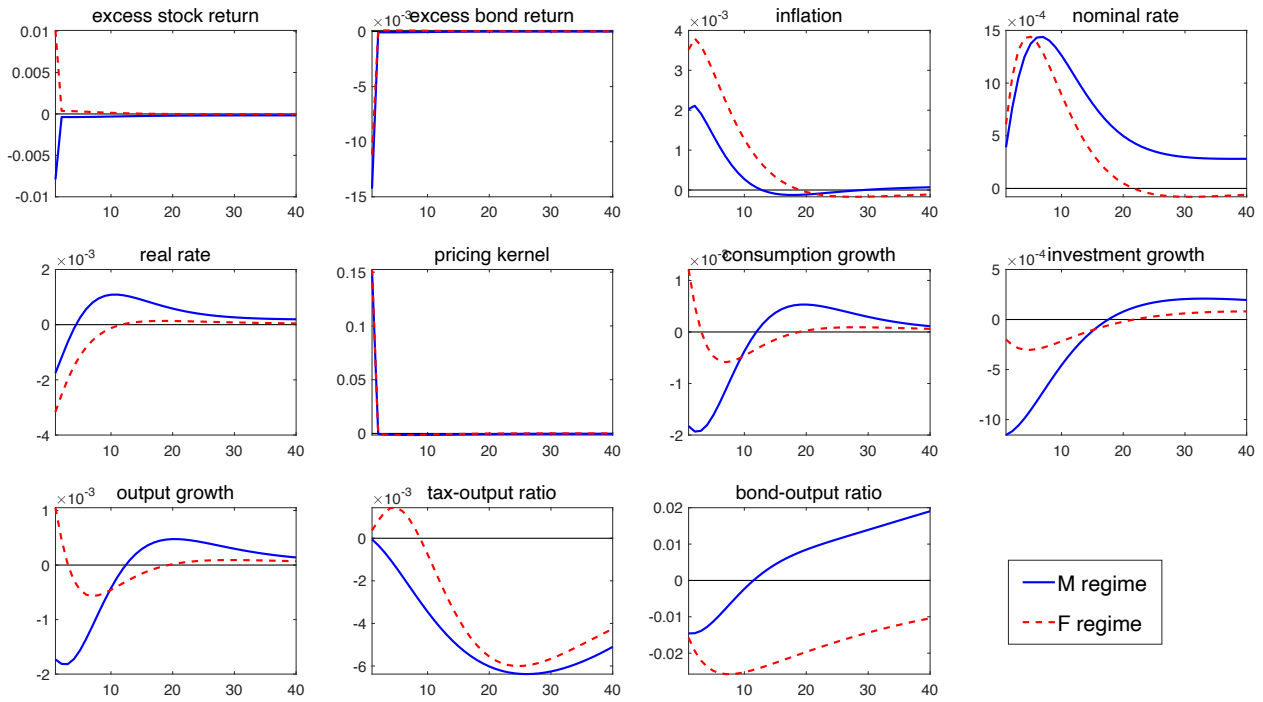 excess stock return
0.01
0.005
0
-0.005
-0.01
10 20 30 40
×10-3 excess bond return
0
-5
-10
-15
10 20 30 40
×10-3 inflation
4
3
2
1
0
10 20 30 40
×10-4 nominal rate
15
10
5
0
10 20 30 40
×10-3 real rate
2
0
-2
-4
10 20 30 40
pricing kernel
0.15
0.1
0.05
0
10 20 30 40
×10-3 consumption growth
1
0
-1
-2
10 20 30 40
×10-4 investment growth
5
0
-5
-10
10 20 30 40
×10-3 output growth
1
0
-1
-2
10 20 30 40
×10-3 tax-output ratio
0
-2
-4
-6
10 20 30 40
bond-output ratio
0.02
0.01
0
-0.01
-0.02
10 20 30 40
M regime
F regime